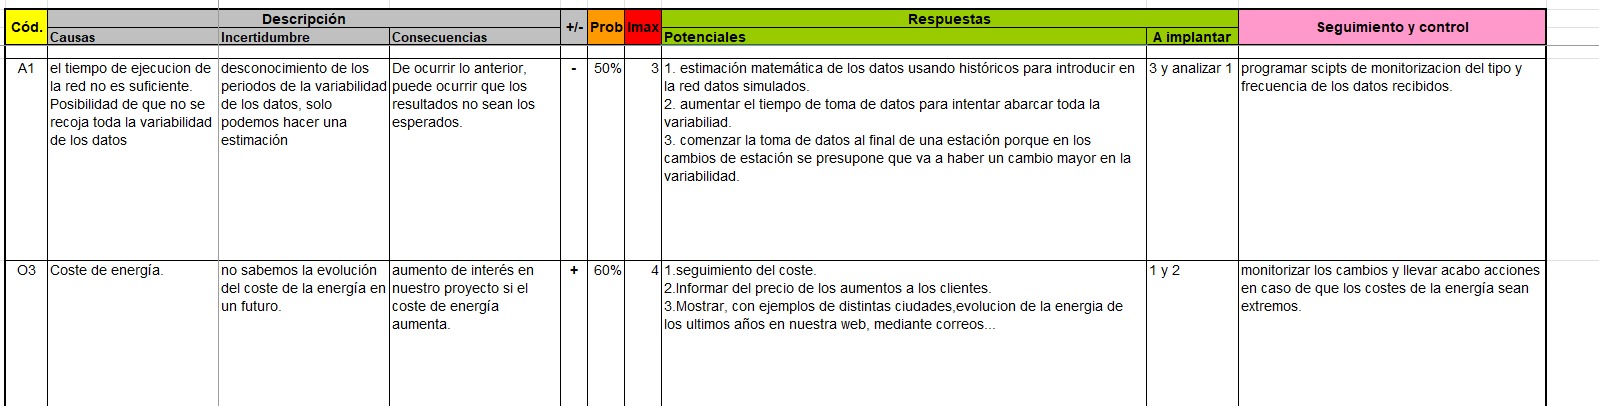 Cód. Descripción +/- Prob Imax Respuestas Seguimiento y control
Causas Incertidumbre Consecuencias Potenciales A implantar
A1
el tiempo de ejecucion de
la red no es suficiente.
Posibilidad de que no se
recoja toda la variabilidad
de los datos
desconocimiento de los
periodos de la variabilidad
de los datos, solo
podemos hacer una
estimación
De ocurrir lo anterior,
puede ocurrir que los
resultados no sean los
esperados.
-
50%
3
1. estimación matemática de los datos usando históricos para introducir en
la red datos simulados.
2. aumentar el tiempo de toma de datos para intentar abarcar toda la
variabiliad.
3. comenzar la toma de datos al final de una estación porque en los
cambios de estación se presupone que va a haber un cambio mayor en la
variabilidad.
3 y analizar 1
programar scipts de monitorizacion del tipo y
frecuencia de los datos recibidos.
O3
Coste de energía.
no sabemos la evolución
del coste de la energía en
un futuro.
aumento de interés en
nuestro proyecto si el
coste de energía
aumenta.
+
60%
4
1.seguimiento del coste.
2.Informar del precio de los aumentos a los clientes.
3.Mostrar, con ejemplos de distintas ciudades,evolucion de la energia de
los ultimos años en nuestra web, mediante correos...
1 y 2
monitorizar los cambios y llevar acabo acciones
en caso de que los costes de la energía sean
extremos.